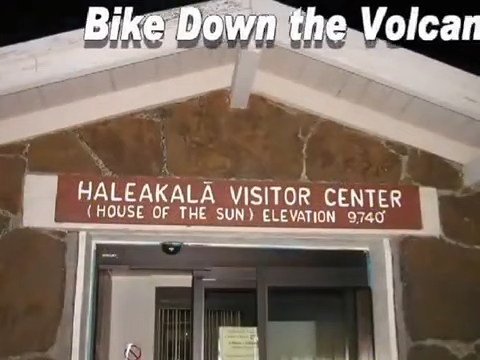 Bike Down the Volcan
HALEAKALĀ VISITOR CENTER
(HOUSE OF THE SUN) ELEVATION 9,740'